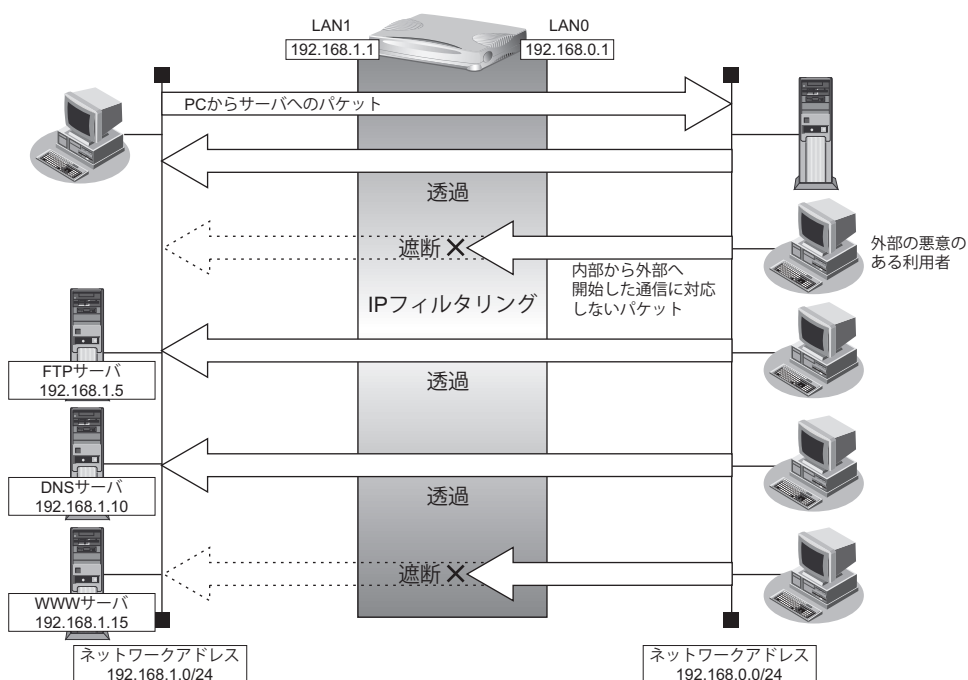 LAN1
LAN0
192.168.1.1
192.168.0.1
PCからサーバへのパケット
透過
遮断
外部の悪意の
ある利用者
内部から外部へ
開始した通信に対応
しないパケット
IPフィルタリング
FTPサーバ
192.168.1.5
透過
DNSサーバ
192.168.1.10
透過
遮断
WWWサーバ
192.168.1.15
ネットワークアドレス
192.168.1.0/24
ネットワークアドレス
192.168.0.0/24